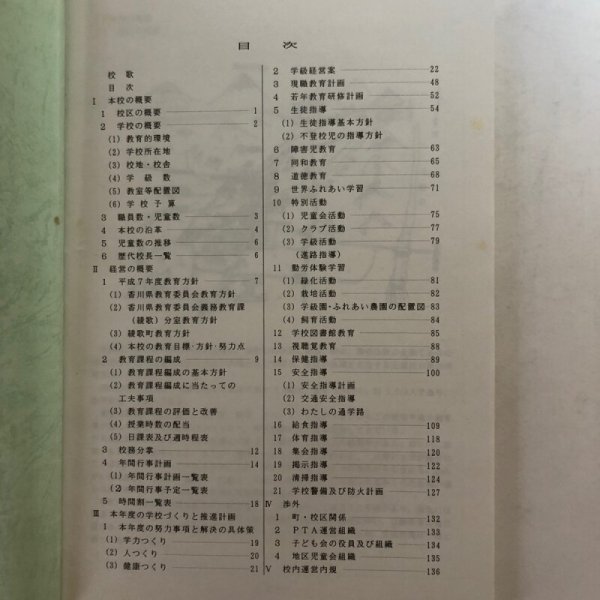 目　次
校　歌
目　次
Ⅰ 本校の概要
1 校区の概要 1
2 学校の概要 2
(1) 教育的環境
(2) 学校所在地
(3) 校地・校舎
(4) 学　級　数
(5) 教室等配置図
(6) 学　校　予　算
3 職員数・児童数 3
4 本校の沿革 4
5 児童数の推移 6
6 歴代校長一覧 6
Ⅱ 経営の概要
1 平成7年度教育方針 7
(1) 香川県教育委員会教育方針
(2) 香川県教育委員会義務教育課
（綾歌）分室教育方針
(3) 綾歌町教育方針
(4) 本校の教育目標・方針・努力点
2 教育課程の編成 9
(1) 教育課程編成の基本方針
(2) 教育課程編成に当たっての
工夫事項
(3) 教育課程の評価と改善
(4) 授業時数の配当
(5) 日課表及び週時程表
3 校務分掌 12
4 年間行事計画 14
(1) 年間行事計画一覧表
(2) 年間行事予定一覧表
5 時間割一覧表 18
Ⅲ 本年度の学校づくりと推進計画
1 本年度の努力事項と解決の具体策
(1) 学力つくり 19
(2) 人つくり 20
(3) 健康つくり 21
2 学級経営案 22
3 現職教育計画 48
4 若年教育研修計画 52
5 生徒指導 54
(1) 生徒指導基本方針
(2) 不登校児の指導方針
6 障害児教育 63
7 同和教育 65
8 道徳教育 68
9 世界ふれあい学習 71
10 特別活動
(1) 児童会活動 75
(2) クラブ活動 77
(3) 学級活動 79
（進路指導）
11 勤労体験学習
(1) 緑化活動 81
(2) 栽培活動 82
(3) 学級園・ふれあい農園の配置図 83
(4) 飼育活動 84
12 学校図書館教育 85
13 視聴覚教育 88
14 保健指導 89
15 安全指導 100
(1) 安全指導計画
(2) 交通安全指導
(3) わたしの通学路
16 給食指導 109
17 体育指導 118
18 集会指導 120
19 掲示指導 122
20 清掃指導 124
21 学校警備及び防火計画 127
Ⅳ 渉外
1 町・校区関係 132
2 PTA運営組織 133
3 子ども会の役員及び組織 134
4 地区児童会組織 135
Ⅴ 校内運営内規 136